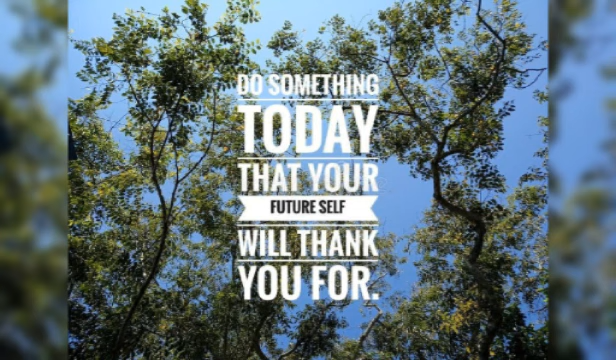 DO SOMETHING
TODAY
THAT YOUR
FUTURE SELF
WILL THANK
YOU FOR.